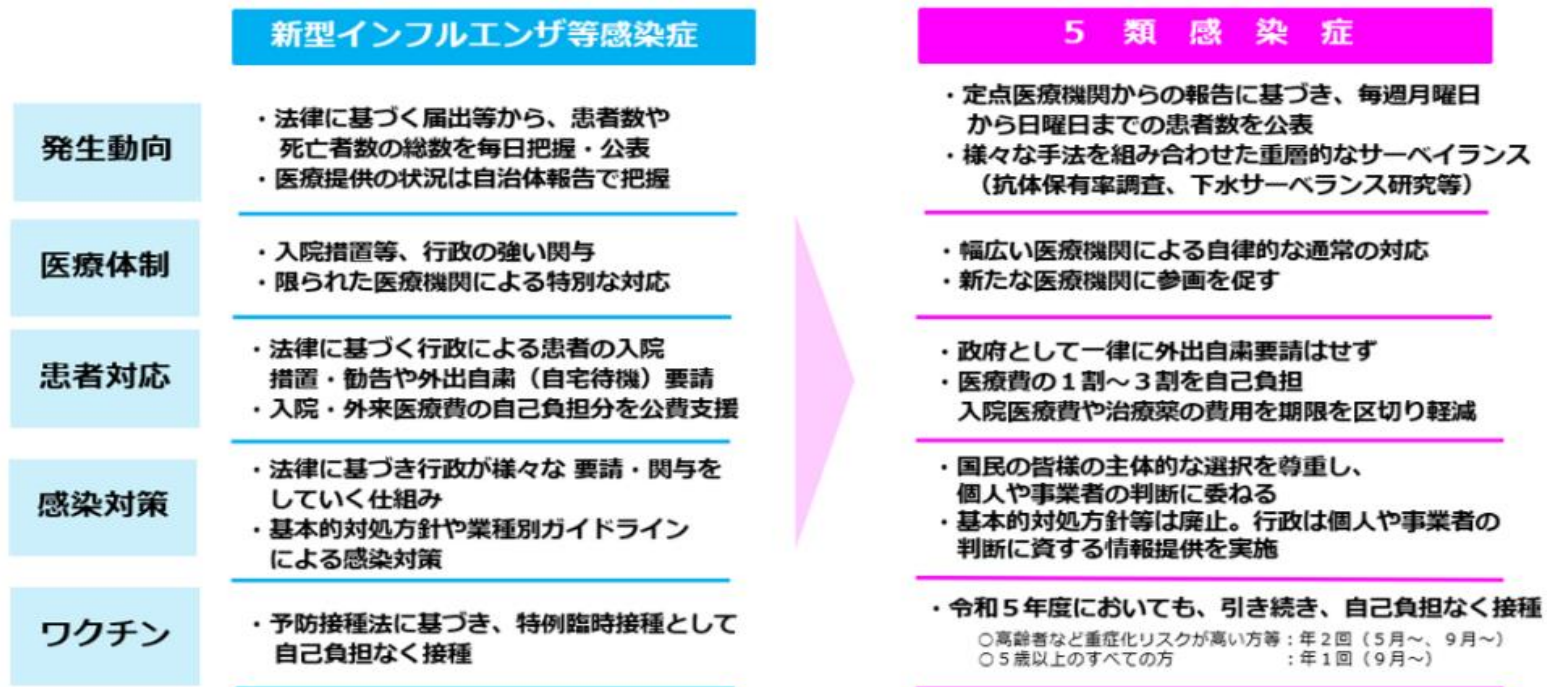 新型インフルエンザ等感染症
5 類 感 染 症
発生動向
・法律に基づく届出等から、患者数や
死亡者数の総数を毎日把握・公表
・医療提供の状況は自治体報告で把握
・定点医療機関からの報告に基づき、毎週月曜日
から日曜日までの患者数を公表
・様々な手法を組み合わせた重層的なサーベイランス
（抗体保有率調査、下水サーベランス研究等）
医療体制
・入院措置等、行政の強い関与
・限られた医療機関による特別な対応
・幅広い医療機関による自律的な通常の対応
・新たな医療機関に参画を促す
患者対応
・法律に基づく行政による患者の入院
措置・勧告や外出自粛（自宅待機）要請
・入院・外来医療費の自己負担分を公費支援
・政府として一律に外出自粛要請はせず
・医療費の１割～３割を自己負担
入院医療費や治療薬の費用を期限を区切り軽減
感染対策
・法律に基づき行政が様々な 要請・関与を
していく仕組み
・基本的対処方針や業種別ガイドライン
による感染対策
・国民の皆様の主体的な選択を尊重し、
個人や事業者の判断に委ねる
・基本的対処方針等は廃止。行政は個人や事業者の
判断に資する情報提供を実施
ワクチン
・予防接種法に基づき、特例臨時接種として
自己負担なく接種
・令和５年度においても、引き続き、自己負担なく接種
○高齢者など重症化リスクが高い方等：年２回（５月～、９月～）
○５歳以上のすべての方　　　　　　：年１回（９月～）